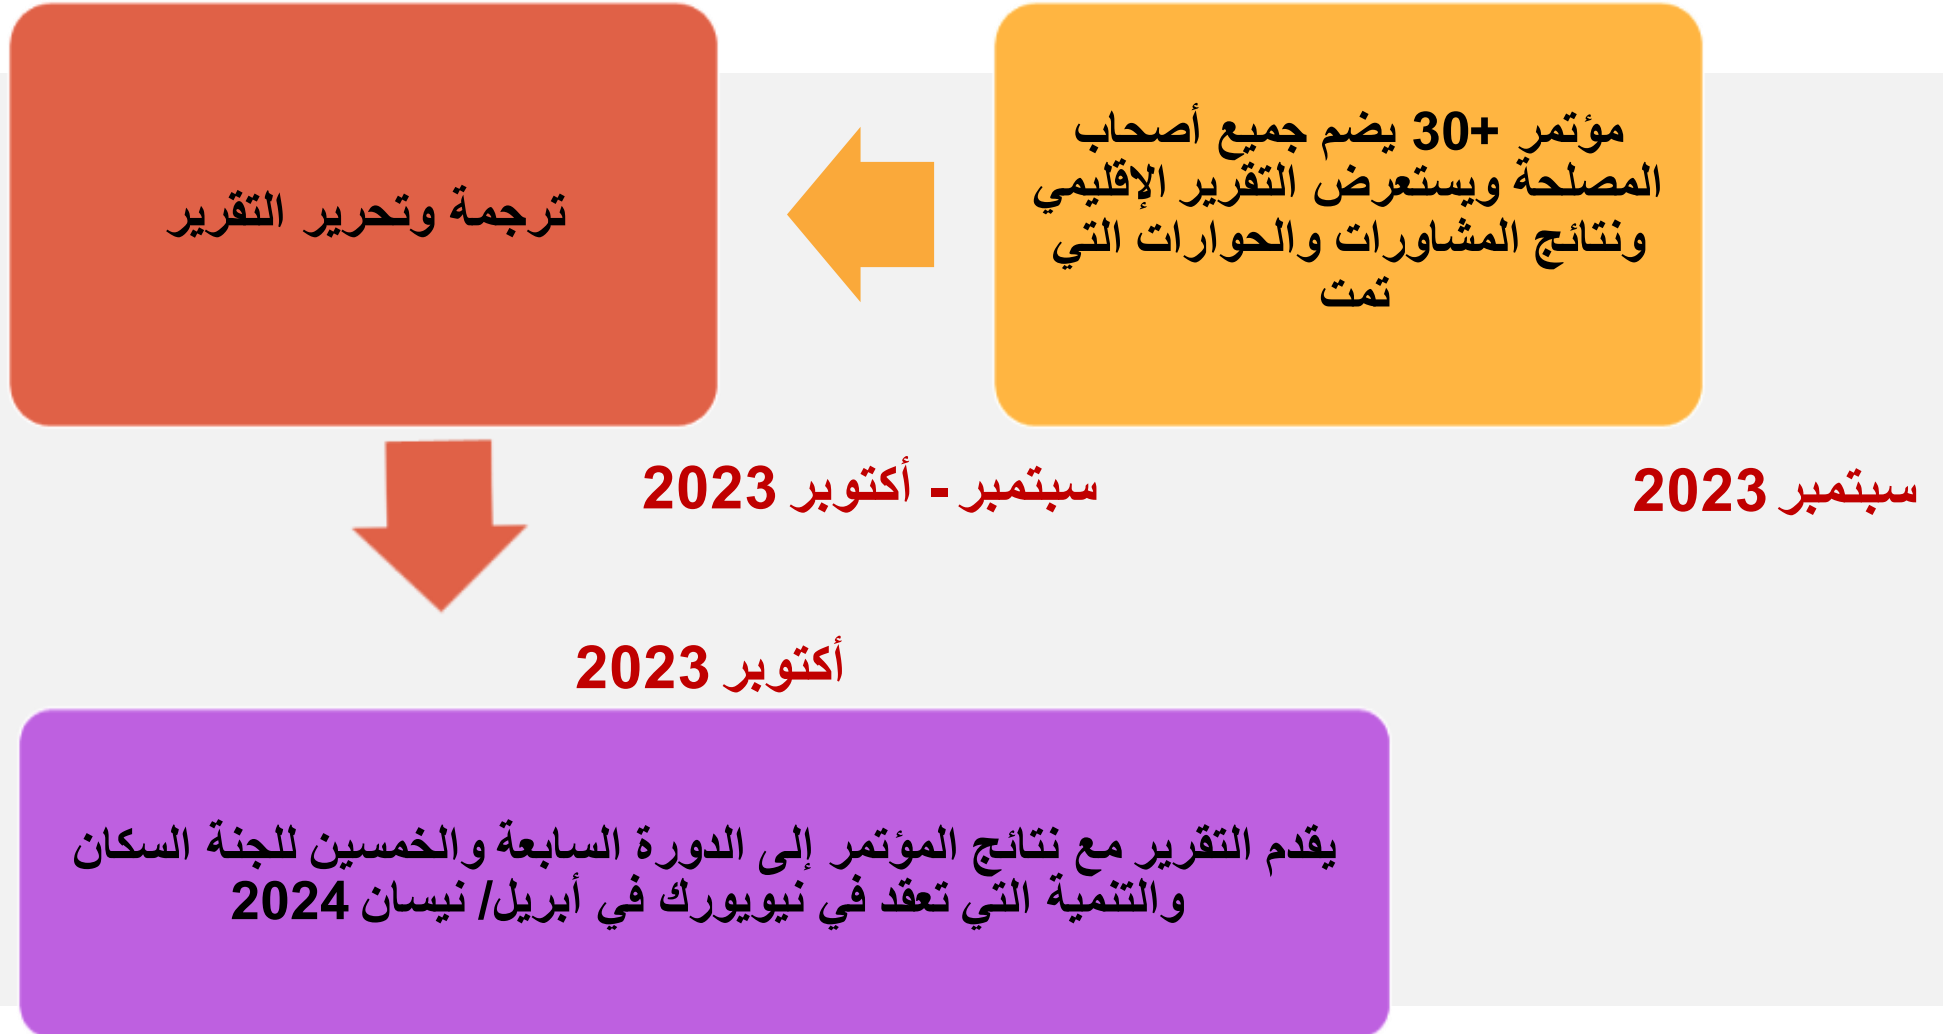 مؤتمر +30 يضم جميع أصحاب
المصلحة ويستعرض التقرير الإقليمي
ونتائج المشاورات والحوارات التي
تمت
ترجمة وتحرير التقرير
سبتمبر 2023
سبتمبر - أكتوبر 2023
أكتوبر 2023
يقدم التقرير مع نتائج المؤتمر إلى الدورة السابعة والخمسين للجنة السكان
والتنمية التي تعقد في نيويورك في أبريل/ نيسان 2024